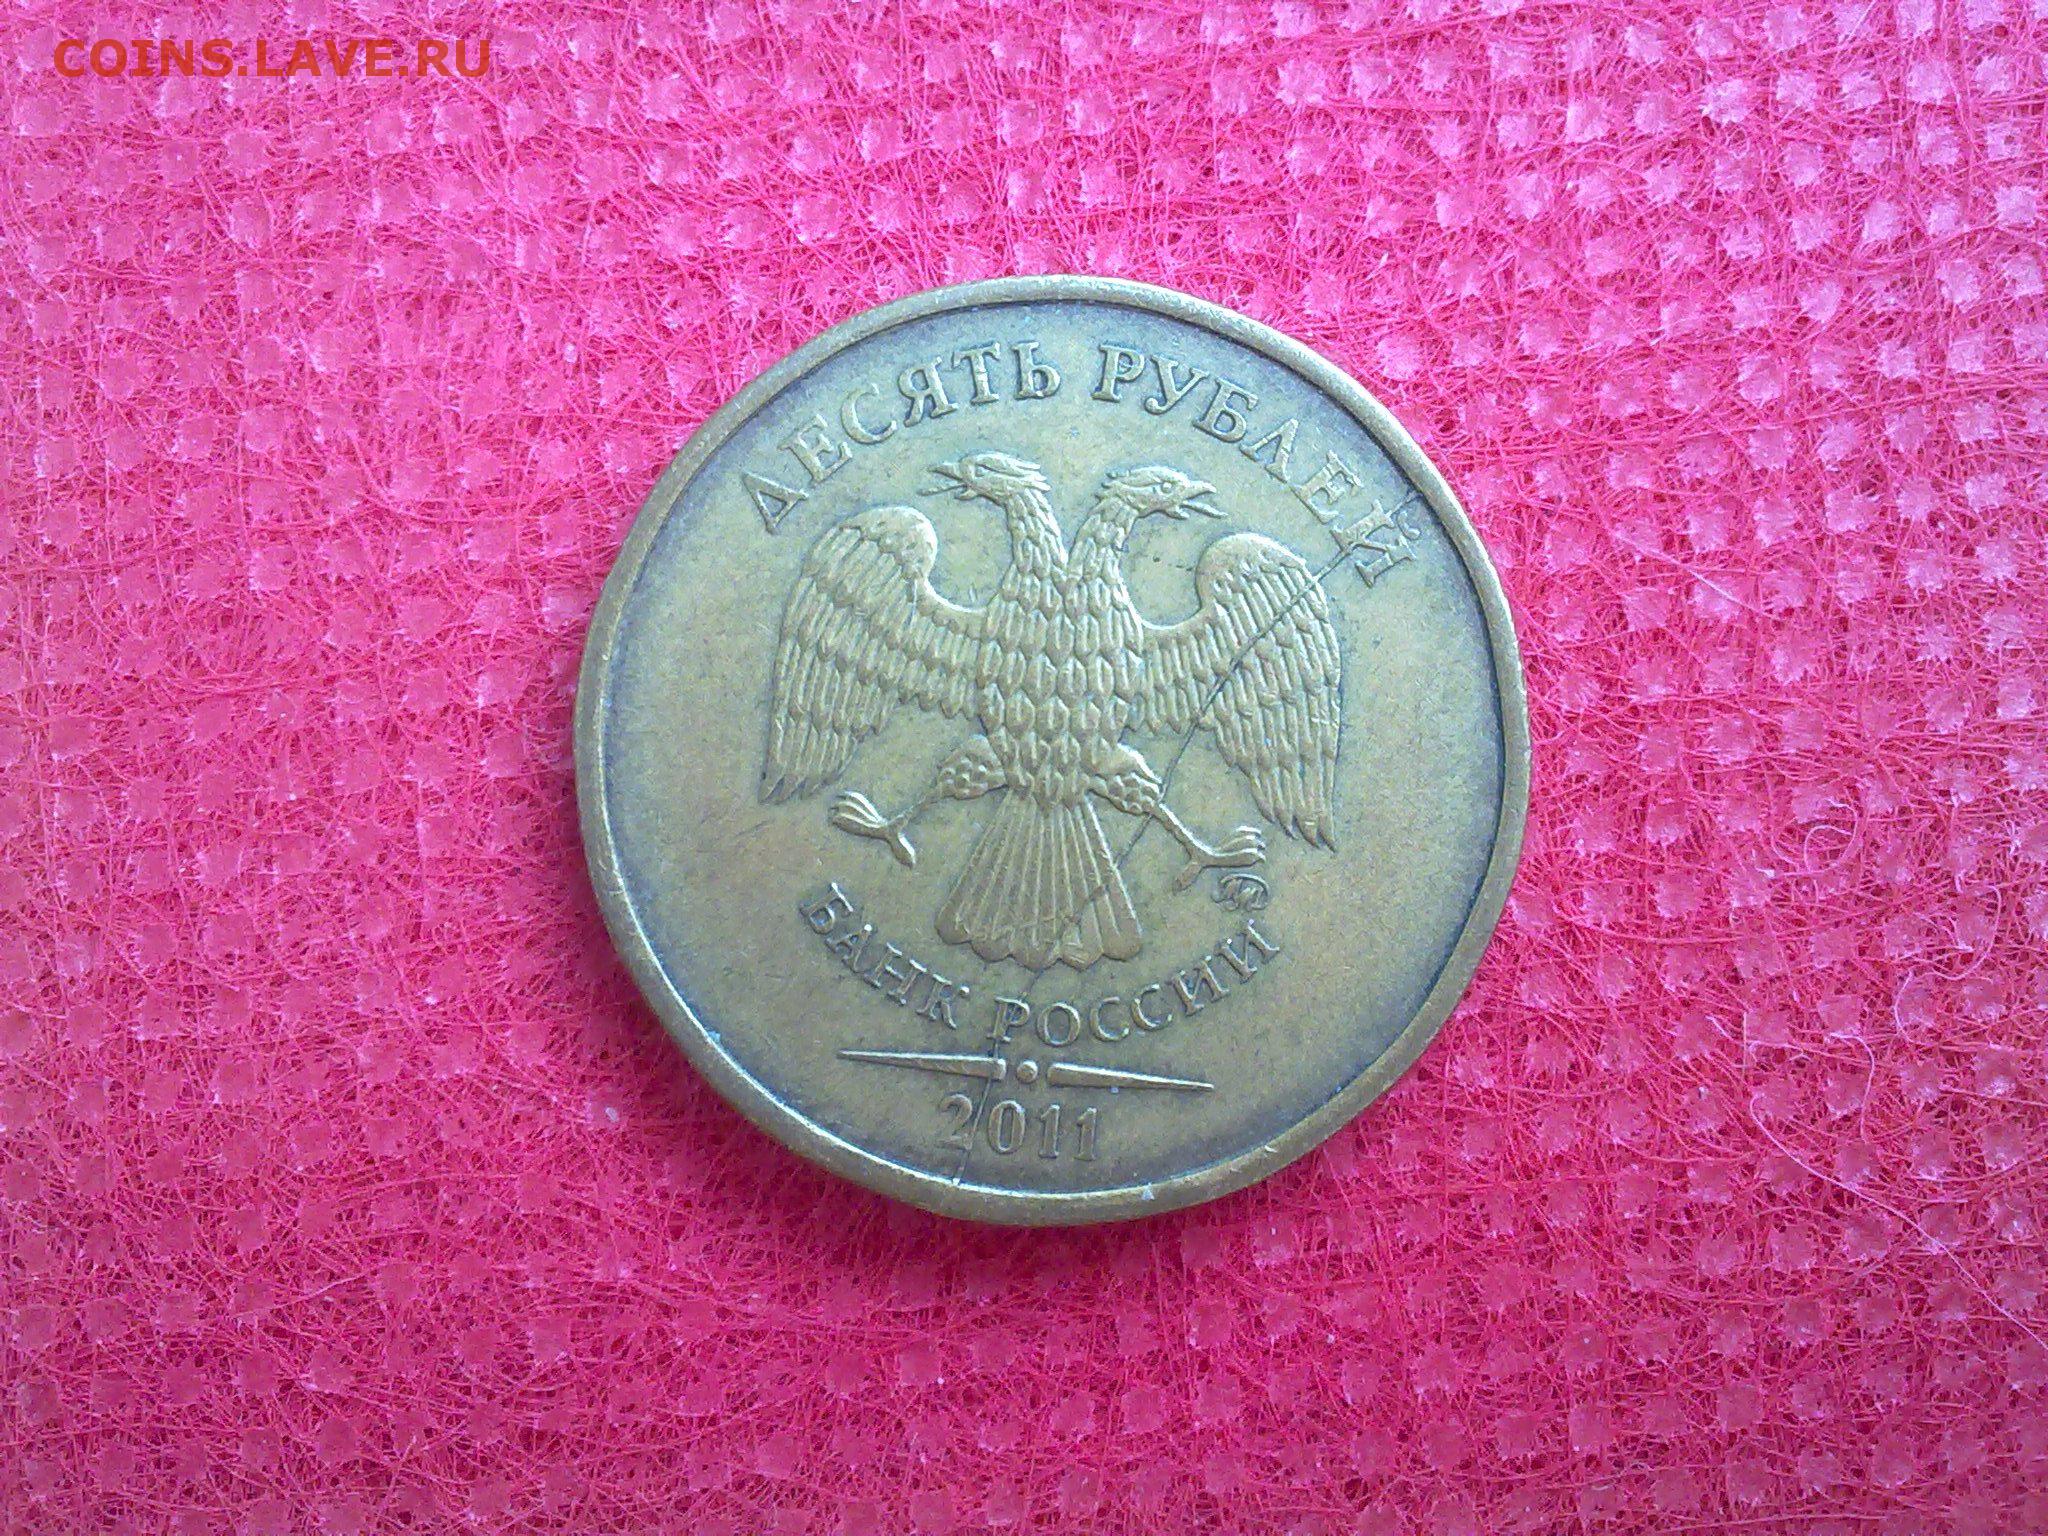 COINS.LAVE.RU
ДЕСЯТЬ РУБЛЕЙ
БАНК РОССИИ
2011